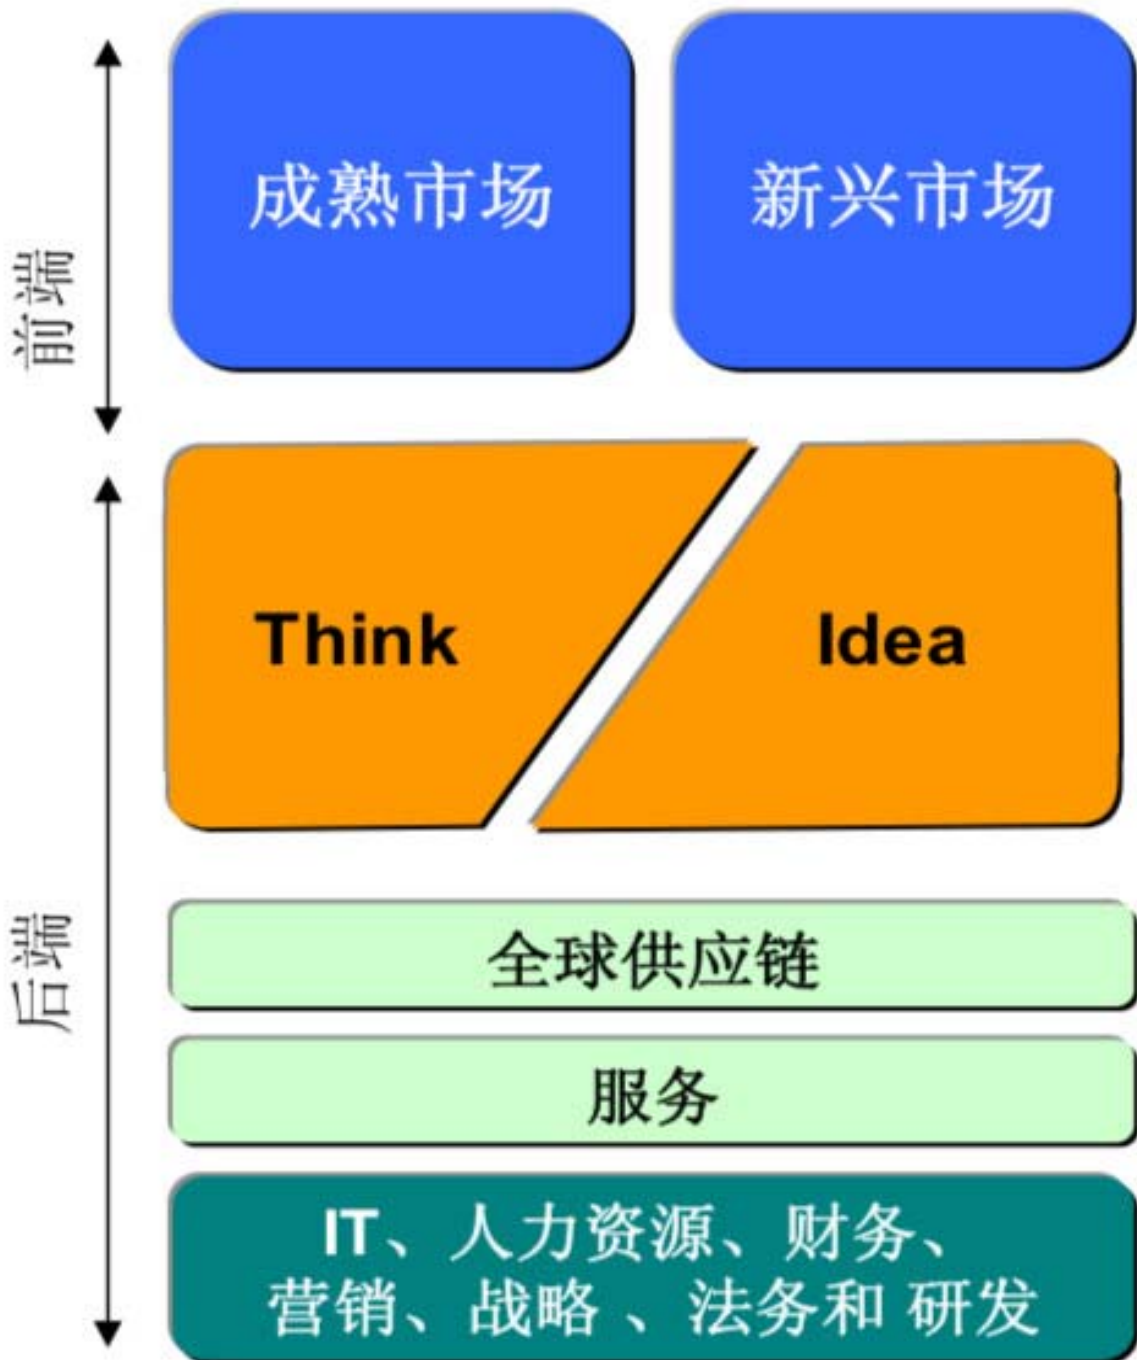 前端
成熟市场
新兴市场
后端
Think
Idea
全球供应链
服务
IT、人力资源、财务、
营销、战略 、法务和 研发